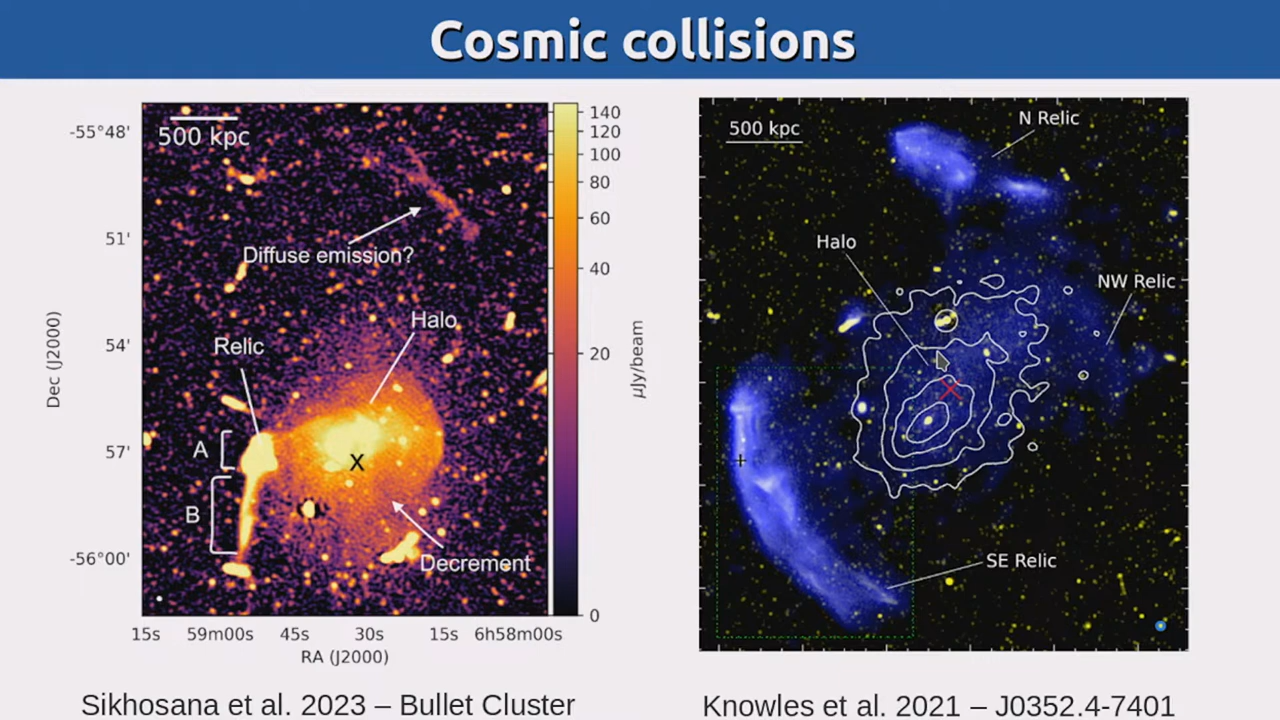 Cosmic collisions
500 kpc
Diffuse emission?
Halo
Relic
A
B
X
Decrement
-55°48'
51'
54'
57'
-56°00'
Dec (J2000)
15s 59m00s 45s 30s 15s 6h58m00s
RA (J2000)
140
120
100
80
60
40
20
0
μJy/beam
500 kpc
N Relic
Halo
NW Relic
SE Relic
Sikhosana et al. 2023 – Bullet Cluster
Knowles et al. 2021 – J0352.4-7401